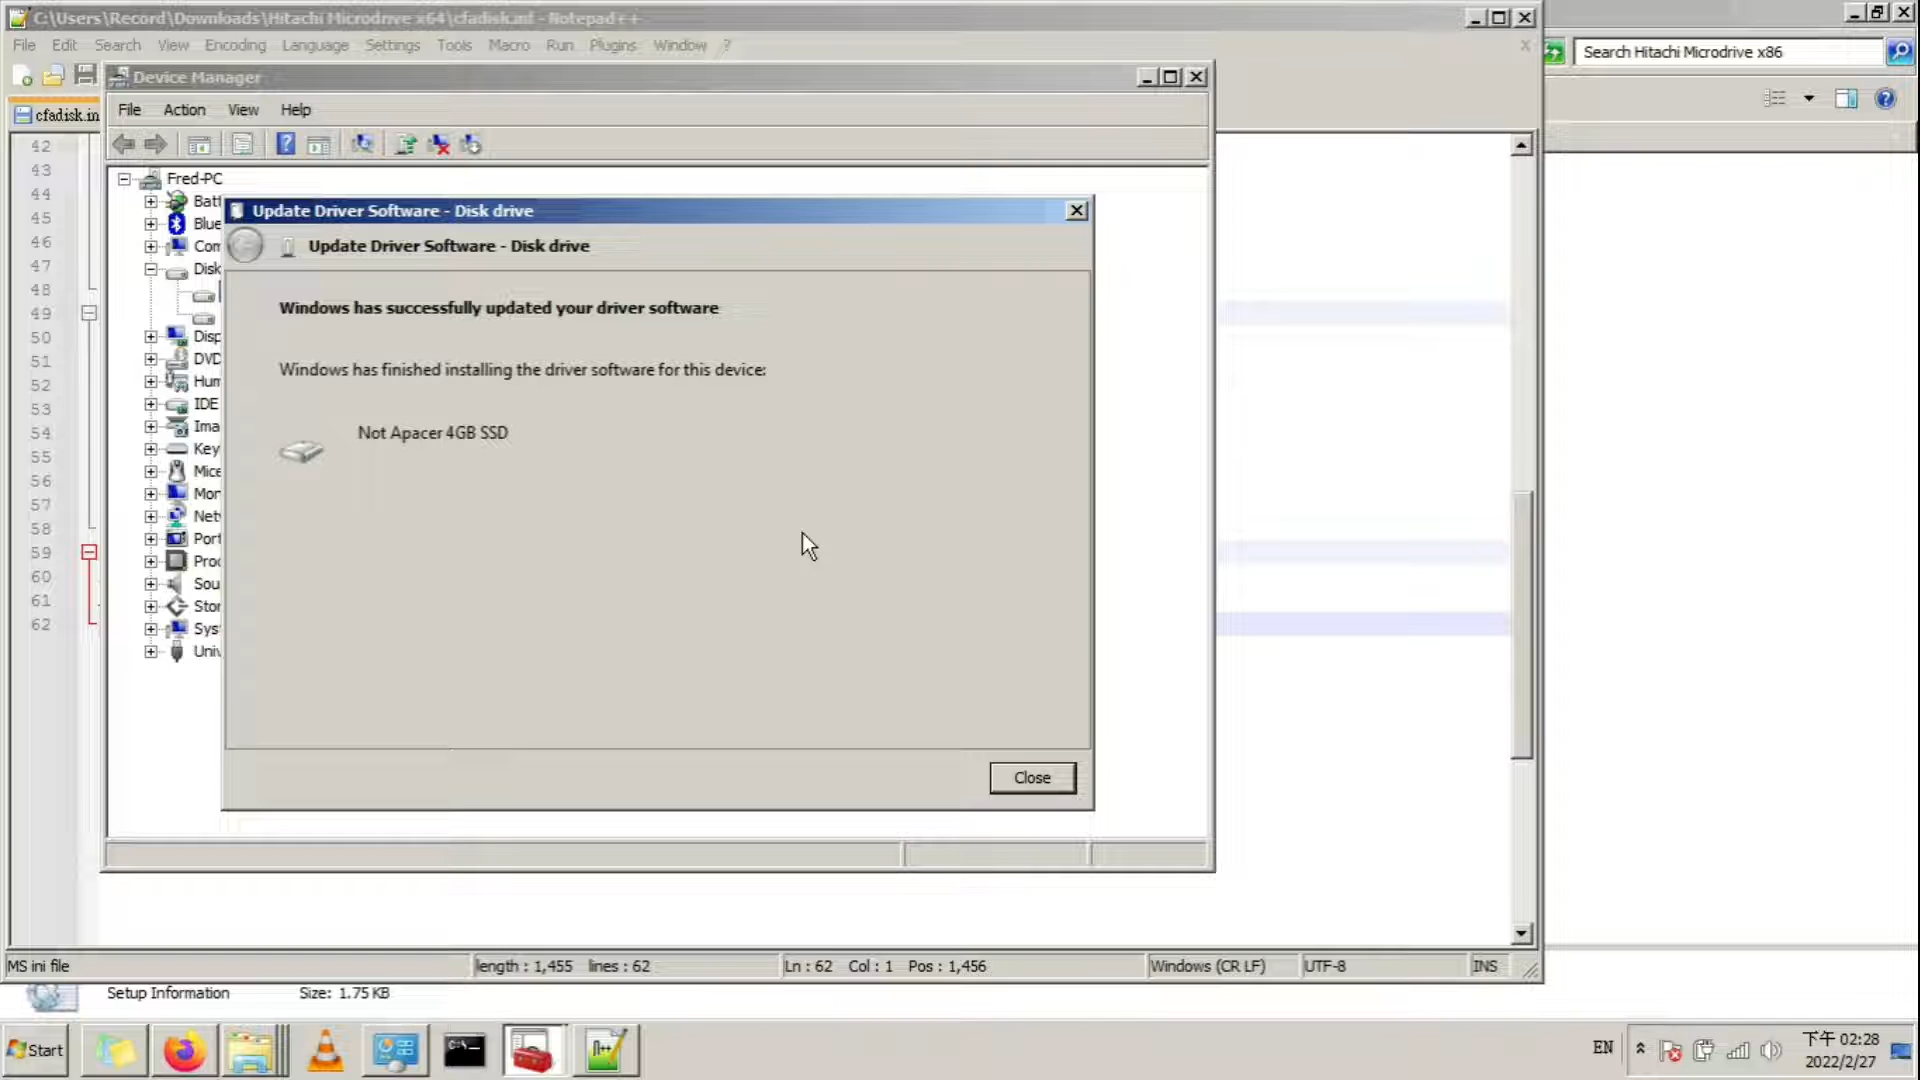 C:\Users\Record\Downloads\Hitachi Microdrive x64\cfadisk.inf - Notepad++
File Edit Search View Encoding Language Settings Tools Macro Run Plugins Window ?
X
Search Hitachi Microdrive x86
Device Manager
cfadisk.in
File Action View Help
42
43
44
45
46
47
48
49
50
51
52
53
54
55
56
57
58
59
60
61
62
Fred-PC
Batt
Blue
Com
Disk
Disp
DVD
Hum
IDE
Ima
Key
Mice
Mon
Net
Port
Proc
Sou
Stor
Sys
Univ
Update Driver Software - Disk drive
Update Driver Software - Disk drive
Windows has successfully updated your driver software
Windows has finished installing the driver software for this device:
Not Apacer 4GB SSD
Close
MS ini file length : 1,455 lines : 62 Ln : 62 Col : 1 Pos : 1,456 Windows (CR LF) UTF-8 INS
Setup Information Size: 1.75 KB
Start
EN
下午 02:28
2022/2/27